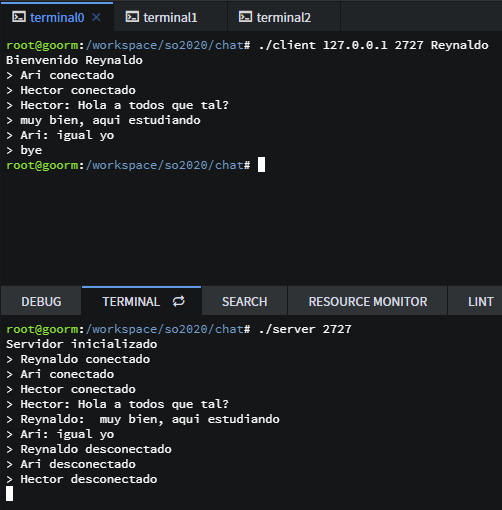 terminal0 × terminal1 terminal2
root@goorm:/workspace/so2020/chat# ./client 127.0.0.1 2727 Reynaldo
Bienvenido Reynaldo
> Ari conectado
> Hector conectado
> Hector: Hola a todos que tal?
> muy bien, aqui estudiando
> Ari: igual yo
> bye
root@goorm:/workspace/so2020/chat#
DEBUG TERMINAL SEARCH RESOURCE MONITOR LINT
root@goorm:/workspace/so2020/chat# ./server 2727
Servidor inicializado
> Reynaldo conectado
> Ari conectado
> Hector conectado
> Hector: Hola a todos que tal?
> Reynaldo:  muy bien, aqui estudiando
> Ari: igual yo
> Reynaldo desconectado
> Ari desconectado
> Hector desconectado